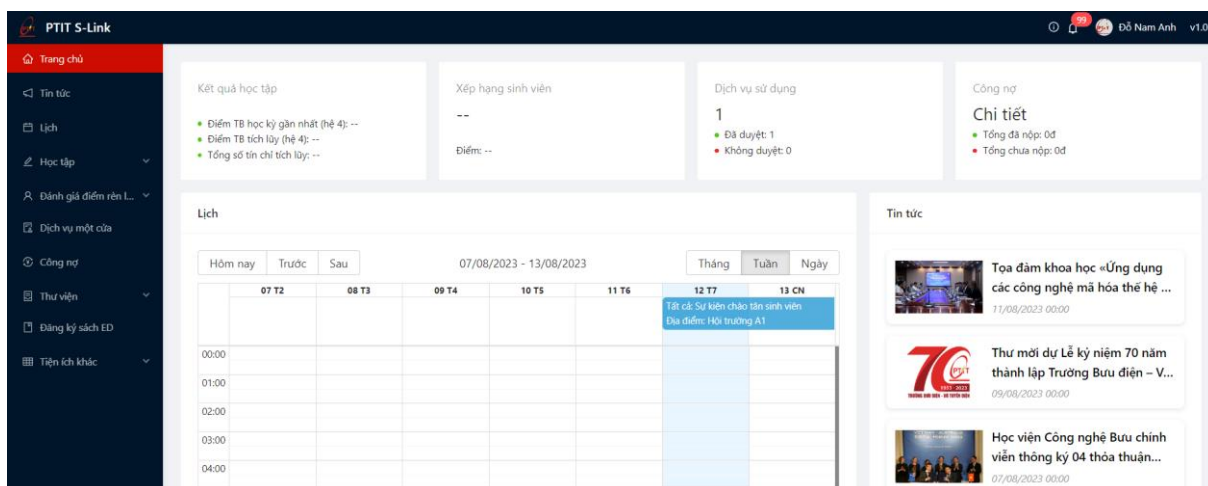 PTIT S-Link
99
Đỗ Nam Anh
v1.0
Trang chủ
Tin tức
Lịch
Học tập
Đánh giá điểm rèn l...
Dịch vụ một cửa
Công nợ
Thư viện
Đăng ký sách ED
Tiện ích khác
Kết quả học tập
Điểm TB học kỳ gần nhất (hệ 4): --
Điểm TB tích lũy (hệ 4): --
Tổng số tín chỉ tích lũy: --
Xếp hạng sinh viên
--
Điểm: --
Dịch vụ sử dụng
1
Đã duyệt: 1
Không duyệt: 0
Công nợ
Chi tiết
Tổng đã nộp: 0đ
Tổng chưa nộp: 0đ
Lịch
Hôm nay Trước Sau
07/08/2023 - 13/08/2023
Tháng Tuần Ngày
07 T2 08 T3 09 T4 10 T5 11 T6 12 T7 13 CN
Tất cả: Sự kiện chào tân sinh viên
Địa điểm: Hội trường A1
00:00
01:00
02:00
03:00
04:00
Tin tức
Tọa đàm khoa học «Ứng dụng
các công nghệ mã hóa thế hệ ...
11/08/2023 00:00
70
PTIT
1953 - 2023
TRƯỜNG BƯU ĐIỆN - VÔ TUYẾN ĐIỆN
Thư mời dự Lễ kỷ niệm 70 năm
thành lập Trường Bưu điện – V...
09/08/2023 00:00
Học viện Công nghệ Bưu chính
viễn thông ký 04 thỏa thuận...
07/08/2023 00:00